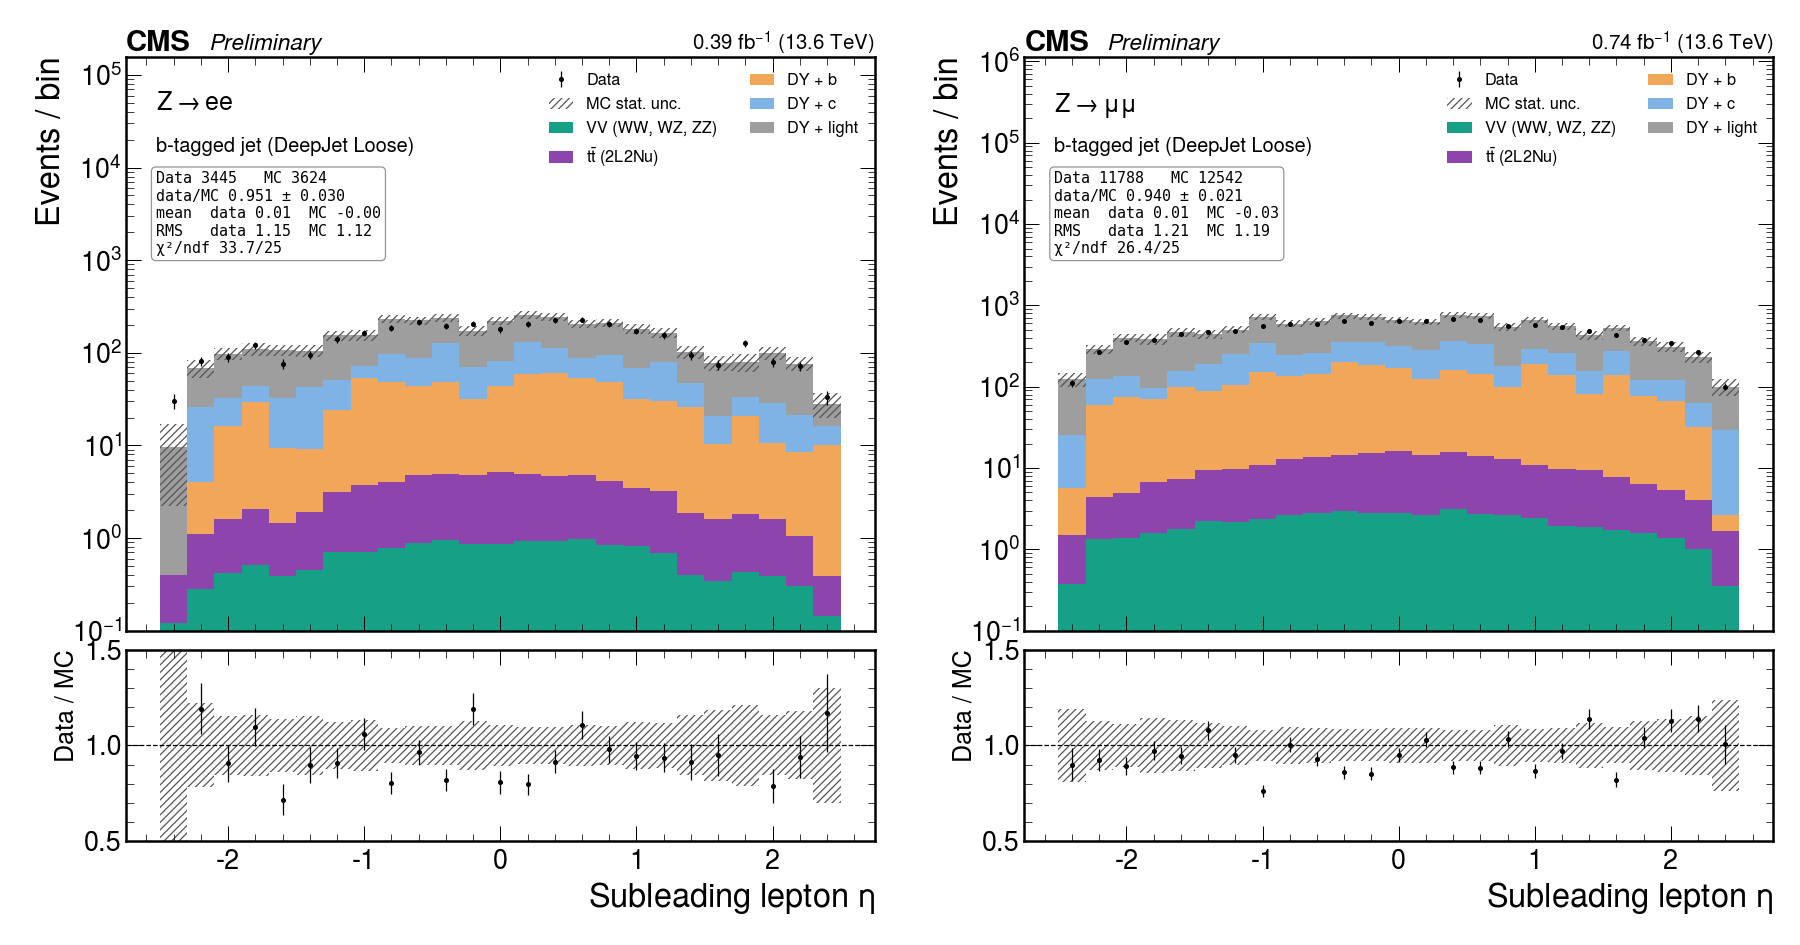 CMS Preliminary 0.39 fb⁻¹ (13.6 TeV)
Events / bin
10⁵
10⁴
10³
10²
10¹
10⁰
10⁻¹
Z → ee
b-tagged jet (DeepJet Loose)
Data 3445 MC 3624
data/MC 0.951 ± 0.030
mean data 0.01 MC -0.00
RMS data 1.15 MC 1.12
χ²/ndf 33.7/25
Data
MC stat. unc.
VV (WW, WZ, ZZ)
tt̄ (2L2Nu)
DY + b
DY + c
DY + light
Data / MC
1.5
1.0
0.5
-2 -1 0 1 2
Subleading lepton η
CMS Preliminary 0.74 fb⁻¹ (13.6 TeV)
Events / bin
10⁶
10⁵
10⁴
10³
10²
10¹
10⁰
10⁻¹
Z → μμ
b-tagged jet (DeepJet Loose)
Data 11788 MC 12542
data/MC 0.940 ± 0.021
mean data 0.01 MC -0.03
RMS data 1.21 MC 1.19
χ²/ndf 26.4/25
Data
MC stat. unc.
VV (WW, WZ, ZZ)
tt̄ (2L2Nu)
DY + b
DY + c
DY + light
Data / MC
1.5
1.0
0.5
-2 -1 0 1 2
Subleading lepton η